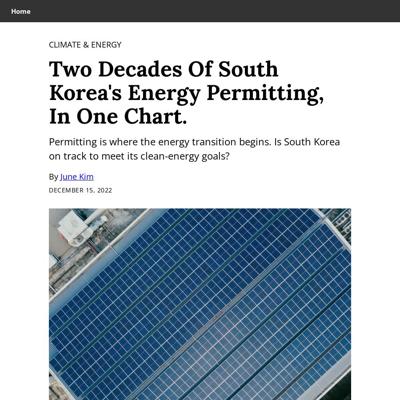 Home
CLIMATE & ENERGY
Two Decades Of South
Korea's Energy Permitting,
In One Chart.
Permitting is where the energy transition begins. Is South Korea
on track to meet its clean-energy goals?
By June Kim
DECEMBER 15, 2022